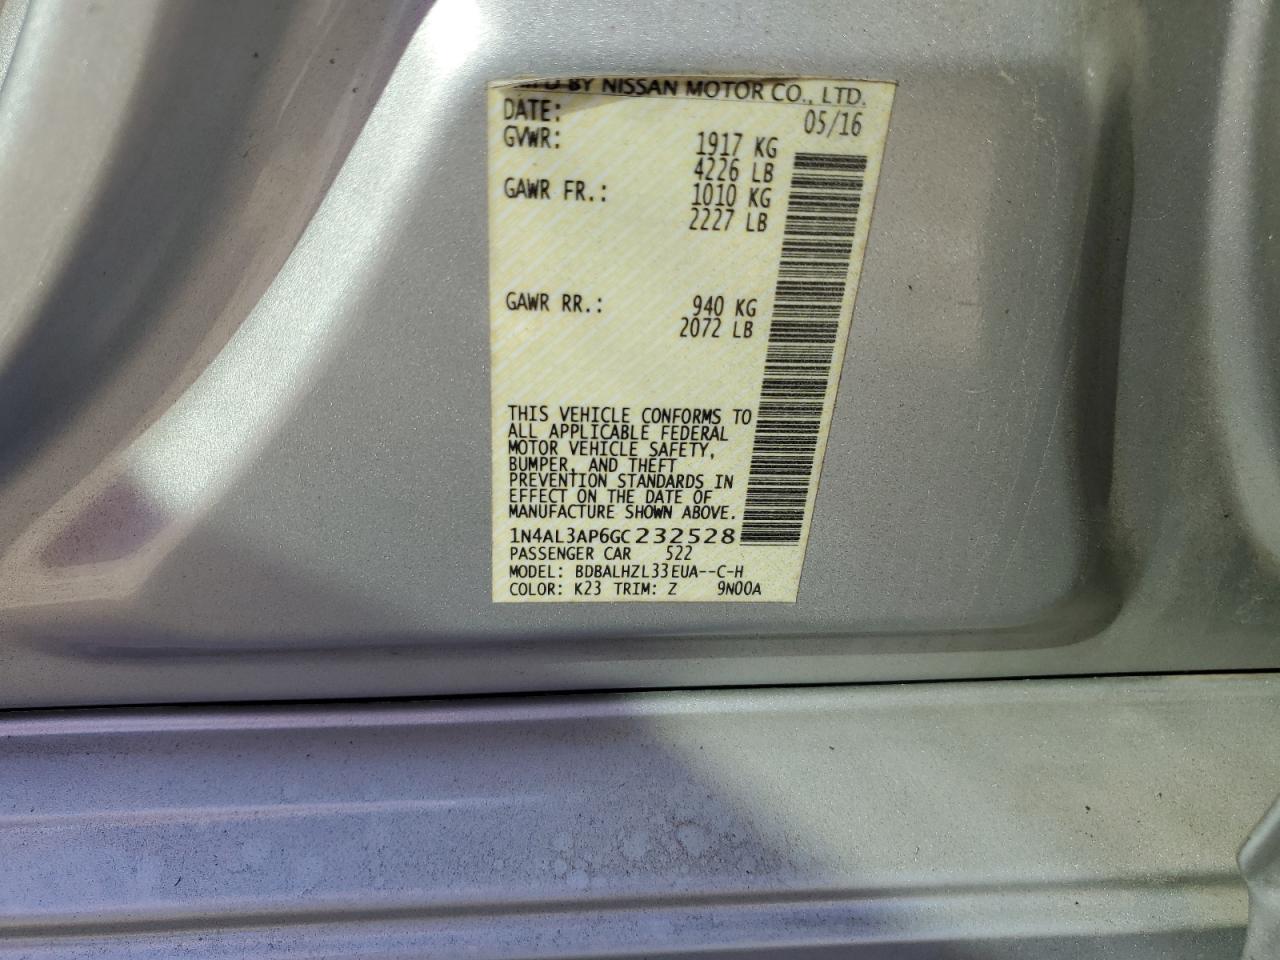 MFD BY NISSAN MOTOR CO., LTD.
DATE: 05/16
GVWR: 1917 KG
4226 LB
GAWR FR.: 1010 KG
2227 LB
GAWR RR.: 940 KG
2072 LB
THIS VEHICLE CONFORMS TO
ALL APPLICABLE FEDERAL
MOTOR VEHICLE SAFETY,
BUMPER, AND THEFT
PREVENTION STANDARDS IN
EFFECT ON THE DATE OF
MANUFACTURE SHOWN ABOVE.
1N4AL3AP6GC232528
PASSENGER CAR 522
MODEL: BDBALHZL33EUA--C-H
COLOR: K23 TRIM: Z 9N00A